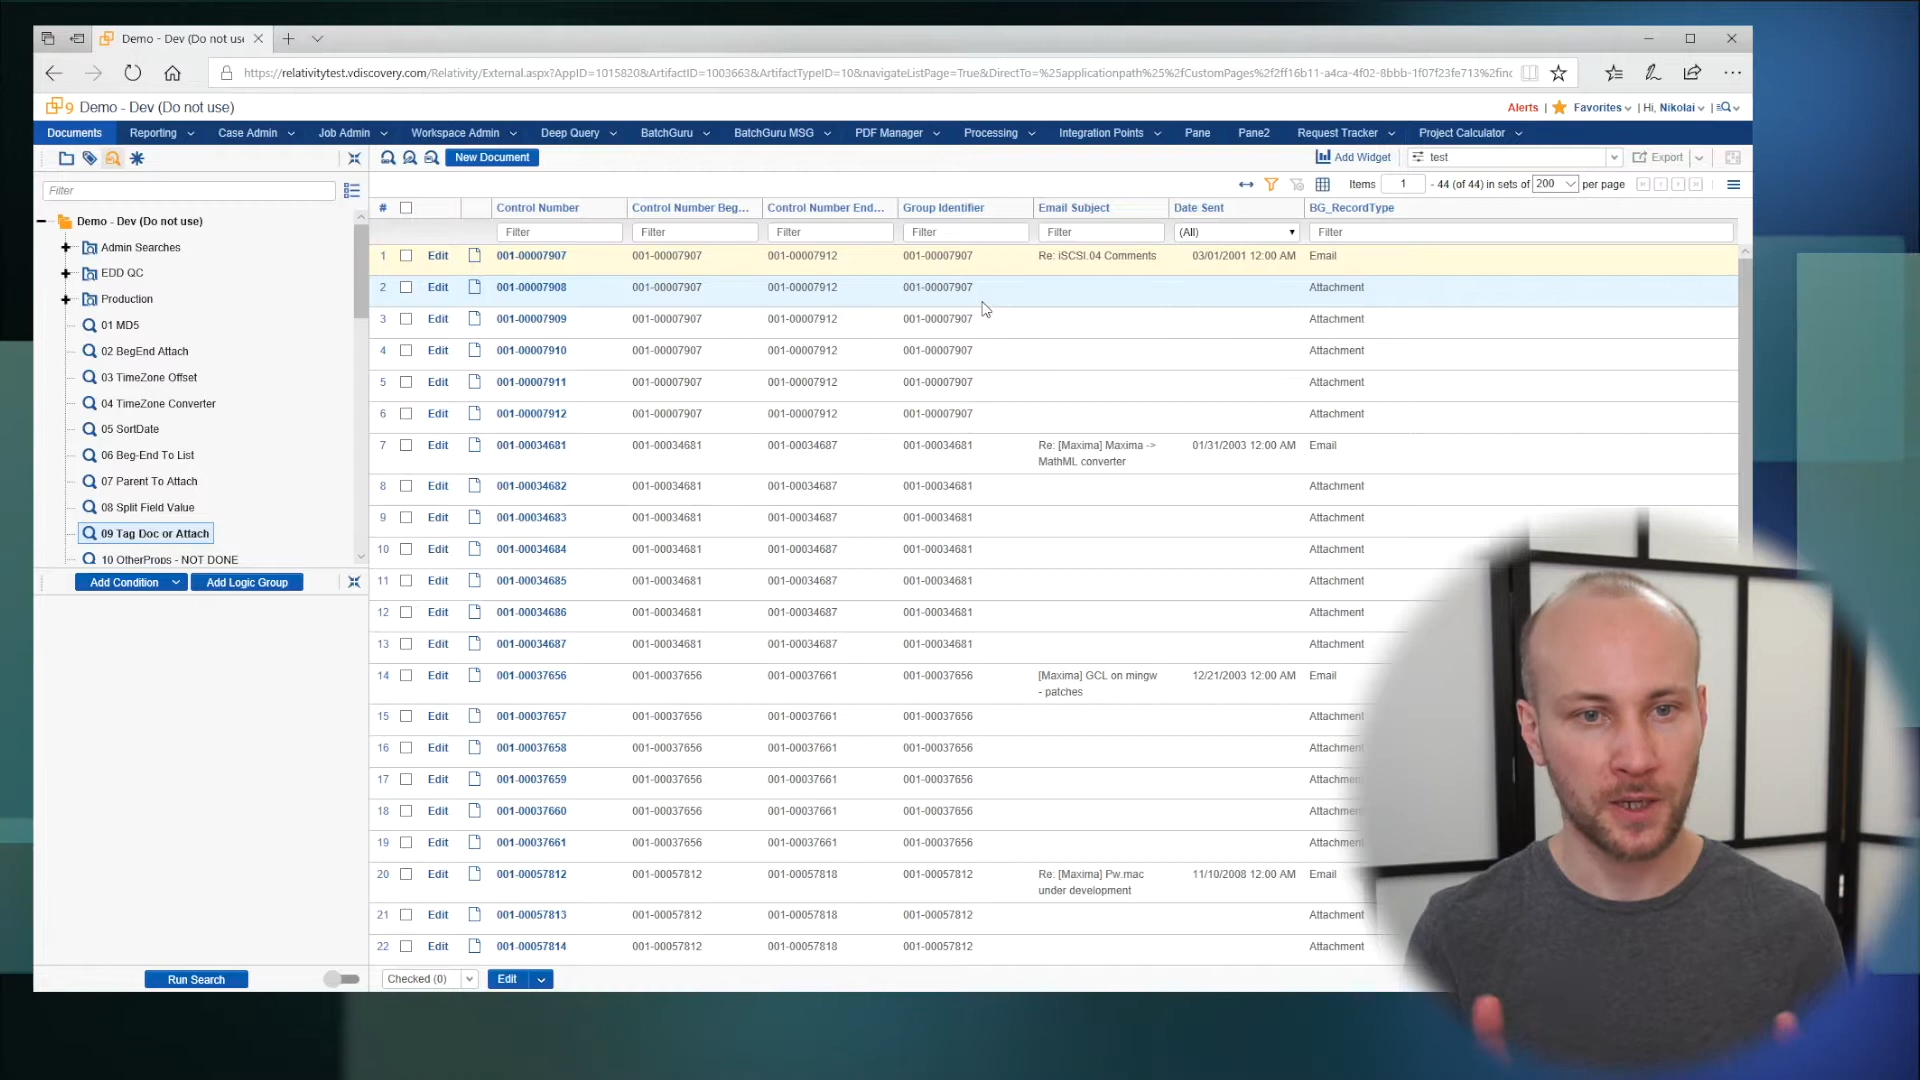 Demo - Dev (Do not use
https://relativitytest.vdiscovery.com/Relativity/External.aspx?AppID=1015820&ArtifactID=1003663&ArtifactTypeID=10&navigateListPage=True&DirectTo=%25applicationpath%25%2fCustomPages%2f2ff16b11-a4ca-4f02-8bbb-1f07f23fe713%2finc
9 Demo - Dev (Do not use)
Alerts | Favorites | Hi, Nikolai |
Documents Reporting Case Admin Job Admin Workspace Admin Deep Query BatchGuru BatchGuru MSG PDF Manager Processing Integration Points Pane Pane2 Request Tracker Project Calculator
New Document Add Widget test Export
Filter
Items 1 - 44 (of 44) in sets of 200 per page
Demo - Dev (Do not use)
Admin Searches
EDD QC
Production
01 MD5
02 BegEnd Attach
03 TimeZone Offset
04 TimeZone Converter
05 SortDate
06 Beg-End To List
07 Parent To Attach
08 Split Field Value
09 Tag Doc or Attach
10 OtherProps - NOT DONE
Add Condition Add Logic Group
Run Search
# Control Number Control Number Beg... Control Number End... Group Identifier Email Subject Date Sent BG_RecordType
Filter Filter Filter Filter Filter (All) Filter
1 Edit 001-00007907 001-00007907 001-00007912 001-00007907 Re: iSCSI.04 Comments 03/01/2001 12:00 AM Email
2 Edit 001-00007908 001-00007907 001-00007912 001-00007907 Attachment
3 Edit 001-00007909 001-00007907 001-00007912 001-00007907 Attachment
4 Edit 001-00007910 001-00007907 001-00007912 001-00007907 Attachment
5 Edit 001-00007911 001-00007907 001-00007912 001-00007907 Attachment
6 Edit 001-00007912 001-00007907 001-00007912 001-00007907 Attachment
7 Edit 001-00034681 001-00034681 001-00034687 001-00034681 Re: [Maxima] Maxima -> 01/31/2003 12:00 AM Email
MathML converter
8 Edit 001-00034682 001-00034681 001-00034687 001-00034681 Attachment
9 Edit 001-00034683 001-00034681 001-00034687 001-00034681 Attachment
10 Edit 001-00034684 001-00034681 001-00034687 001-00034681 Attachment
11 Edit 001-00034685 001-00034681 001-00034687 001-00034681 Attachment
12 Edit 001-00034686 001-00034681 001-00034687 001-00034681 Attachment
13 Edit 001-00034687 001-00034681 001-00034687 001-00034681 Attachment
14 Edit 001-00037656 001-00037656 001-00037661 001-00037656 [Maxima] GCL on mingw 12/21/2003 12:00 AM Email
- patches
15 Edit 001-00037657 001-00037656 001-00037661 001-00037656 Attachment
16 Edit 001-00037658 001-00037656 001-00037661 001-00037656 Attachment
17 Edit 001-00037659 001-00037656 001-00037661 001-00037656 Attachment
18 Edit 001-00037660 001-00037656 001-00037661 001-00037656 Attachment
19 Edit 001-00037661 001-00037656 001-00037661 001-00037656 Attachment
20 Edit 001-00057812 001-00057812 001-00057818 001-00057812 Re: [Maxima] Pw.mac 11/10/2008 12:00 AM Email
under development
21 Edit 001-00057813 001-00057812 001-00057818 001-00057812 Attachment
22 Edit 001-00057814 001-00057812 001-00057818 001-00057812 Attachment
Checked (0) Edit